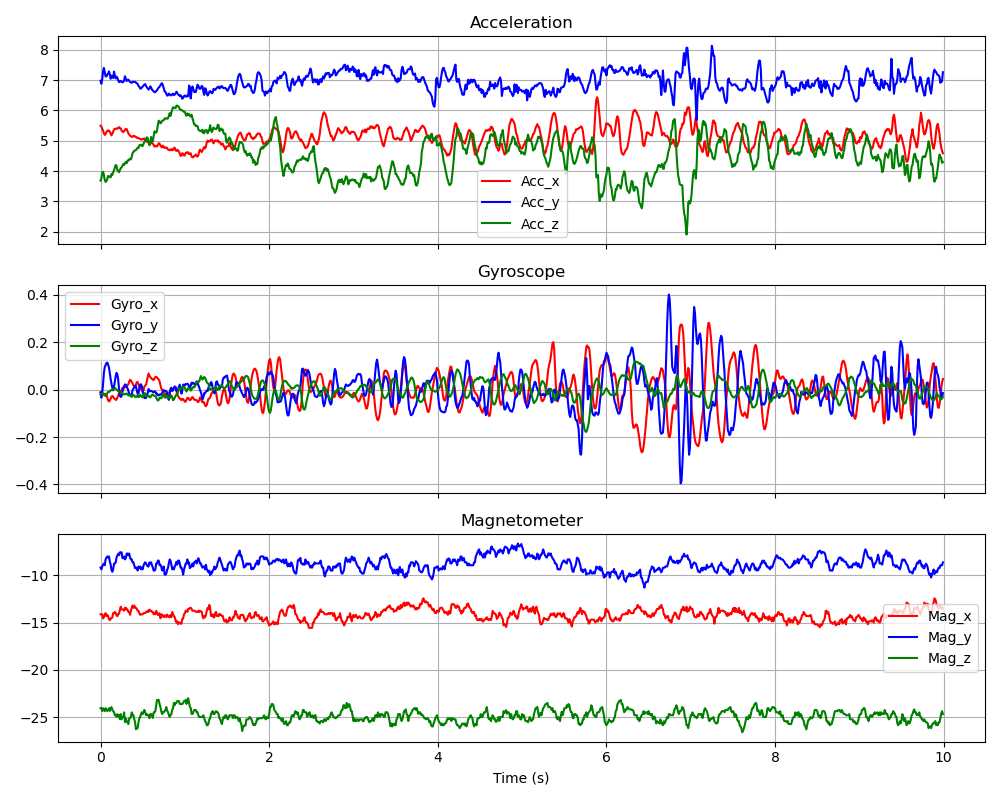 Acceleration
8
7
6
5
4
3
2
Acc_x
Acc_y
Acc_z
Gyroscope
0.4
0.2
0.0
−0.2
−0.4
Gyro_x
Gyro_y
Gyro_z
Magnetometer
−10
−15
−20
−25
Mag_x
Mag_y
Mag_z
0 2 4 6 8 10
Time (s)